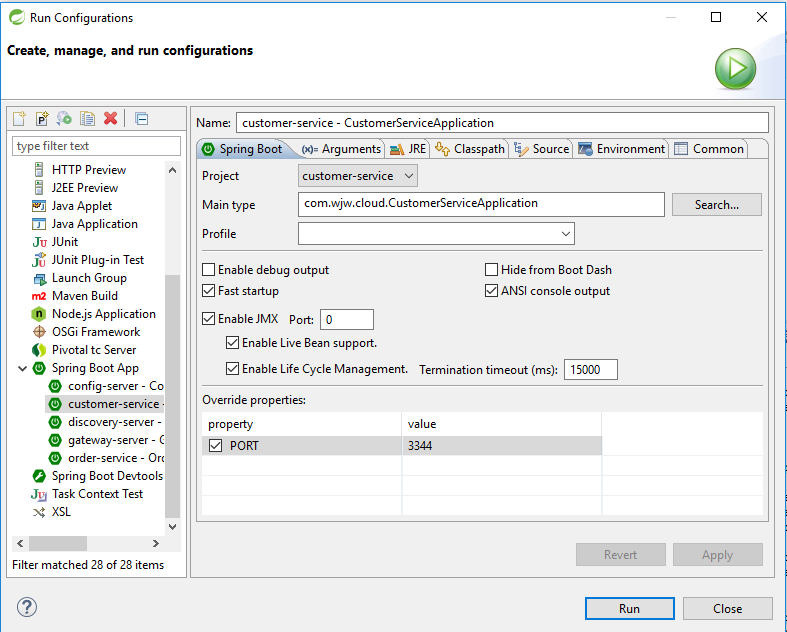 Run Configurations
Create, manage, and run configurations
type filter text
HTTP Preview
J2EE Preview
Java Applet
Java Application
Ju JUnit
JUnit Plug-in Test
Launch Group
m2 Maven Build
n Node.js Application
OSGi Framework
Pivotal tc Server
Spring Boot App
config-server - Co
customer-service -
discovery-server -
gateway-server - G
order-service - Orc
Spring Boot Devtools
Ju Task Context Test
XSL
Filter matched 28 of 28 items
Name: customer-service - CustomerServiceApplication
Spring Boot (x)= Arguments JRE Classpath Source Environment Common
Project customer-service
Main type com.wjw.cloud.CustomerServiceApplication Search...
Profile
Enable debug output Hide from Boot Dash
Fast startup ANSI console output
Enable JMX Port: 0
Enable Live Bean support.
Enable Life Cycle Management. Termination timeout (ms): 15000
Override properties:
property value
PORT 3344
Revert Apply
? Run Close